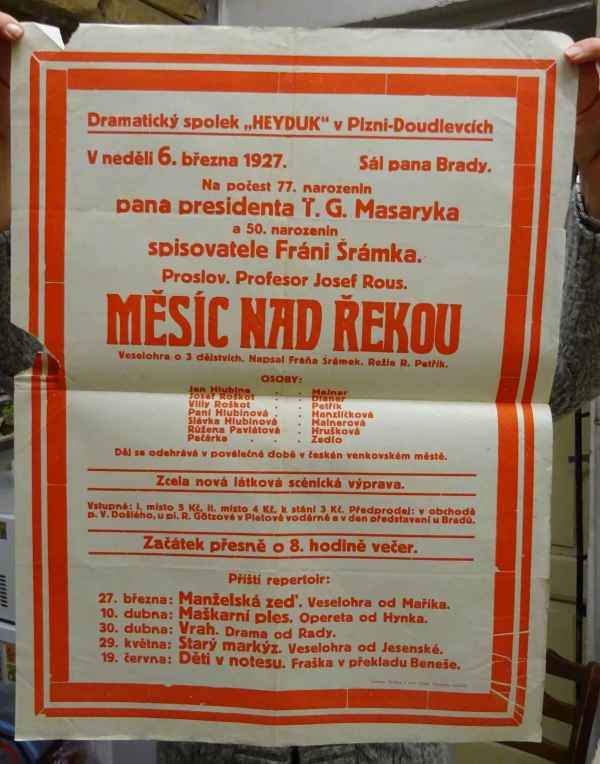 Dramatický spolek „HEYDUK“ v Plzni-Doudlevcích
V neděli 6. března 1927. Sál pana Brady.
Na počest 77. narozenin
pana presidenta T. G. Masaryka
a 50. narozenin
spisovatele Fráni Šrámka.
Proslov. Profesor Josef Rous.
MĚSÍC NAD ŘEKOU
Veselohra o 3 dějstvích. Napsal Fráňa Šrámek. Režie R. Petřík.
OSOBY:
Jan Hlubina . . Malner
Josef Roškot . . Diener
Villy Roškot . . Petřík
Paní Hlubinová . . Hanzlíčková
Slávka Hlubinová . . Malnerová
Růžena Pavlátová . . Hrušková
Pečárka . . . Zedlo
Děj se odehrává v poválečné době v českén venkovském městě.
Zcela nová látková scénická výprava.
Vstupné: I. místo 5 Kč, II. místo 4 Kč, k stání 3 Kč. Předprodej: v obchodě
p. V. Došlého, u pí. R. Götzové v Pletově vodárně a v den představení u Bradů.
Začátek přesně o 8. hodině večer.
Příští repertoir:
27. března: Manželská zeď. Veselohra od Maříka.
10. dubna: Maškarní ples. Opereta od Hynka.
30. dubna: Vrah. Drama od Rady.
29. května: Starý markýz. Veselohra od Jesenské.
19. června: Děti v notesu. Fraška v překladu Beneše.